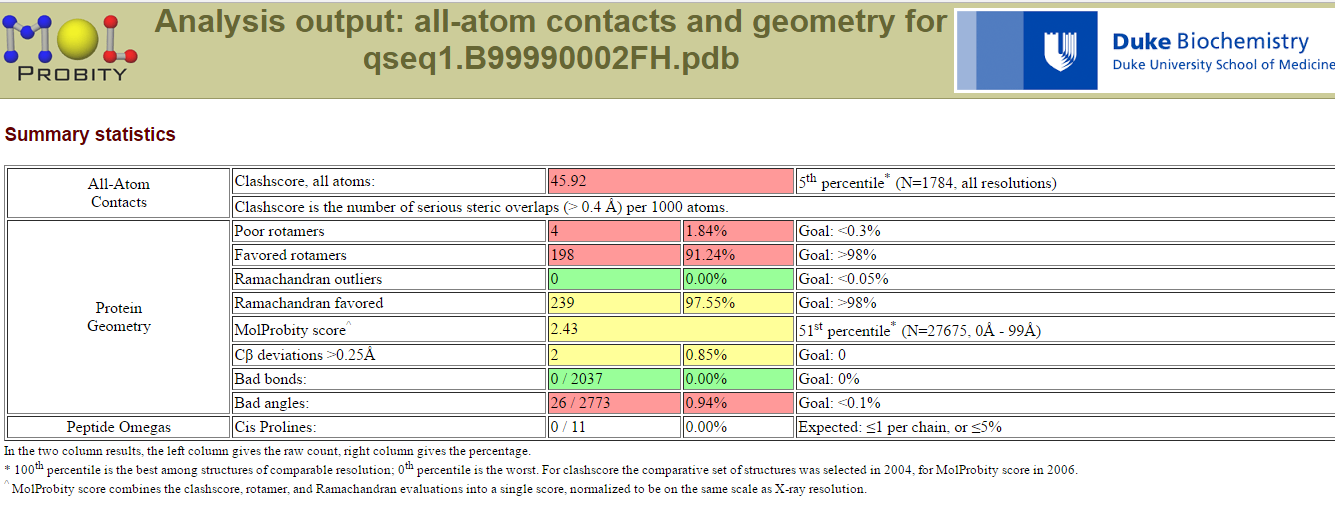 MOL
PROBITY
Analysis output: all-atom contacts and geometry for
qseq1.B99990002FH.pdb
Duke Biochemistry
Duke University School of Medicine
Summary statistics
All-Atom
Contacts
Clashscore, all atoms: 45.92 5th percentile* (N=1784, all resolutions)
Clashscore is the number of serious steric overlaps (> 0.4 Å) per 1000 atoms.
Protein
Geometry
Poor rotamers 4 1.84% Goal: <0.3%
Favored rotamers 198 91.24% Goal: >98%
Ramachandran outliers 0 0.00% Goal: <0.05%
Ramachandran favored 239 97.55% Goal: >98%
MolProbity score^ 2.43 51st percentile* (N=27675, 0Å - 99Å)
Cβ deviations >0.25Å 2 0.85% Goal: 0
Bad bonds: 0 / 2037 0.00% Goal: 0%
Bad angles: 26 / 2773 0.94% Goal: <0.1%
Peptide Omegas Cis Prolines: 0 / 11 0.00% Expected: ≤1 per chain, or ≤5%
In the two column results, the left column gives the raw count, right column gives the percentage.
* 100th percentile is the best among structures of comparable resolution; 0th percentile is the worst. For clashscore the comparative set of structures was selected in 2004, for MolProbity score in 2006.
^ MolProbity score combines the clashscore, rotamer, and Ramachandran evaluations into a single score, normalized to be on the same scale as X-ray resolution.